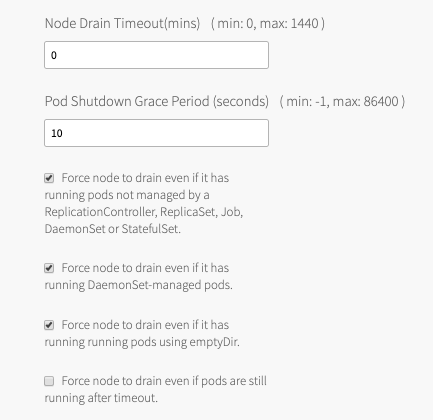 Node Drain Timeout(mins) ( min: 0, max: 1440 )
0
Pod Shutdown Grace Period (seconds) ( min: -1, max: 86400 )
10
Force node to drain even if it has
running pods not managed by a
ReplicationController, ReplicaSet, Job,
DaemonSet or StatefulSet.
Force node to drain even if it has
running DaemonSet-managed pods.
Force node to drain even if it has
running running pods using emptyDir.
Force node to drain even if pods are still
running after timeout.